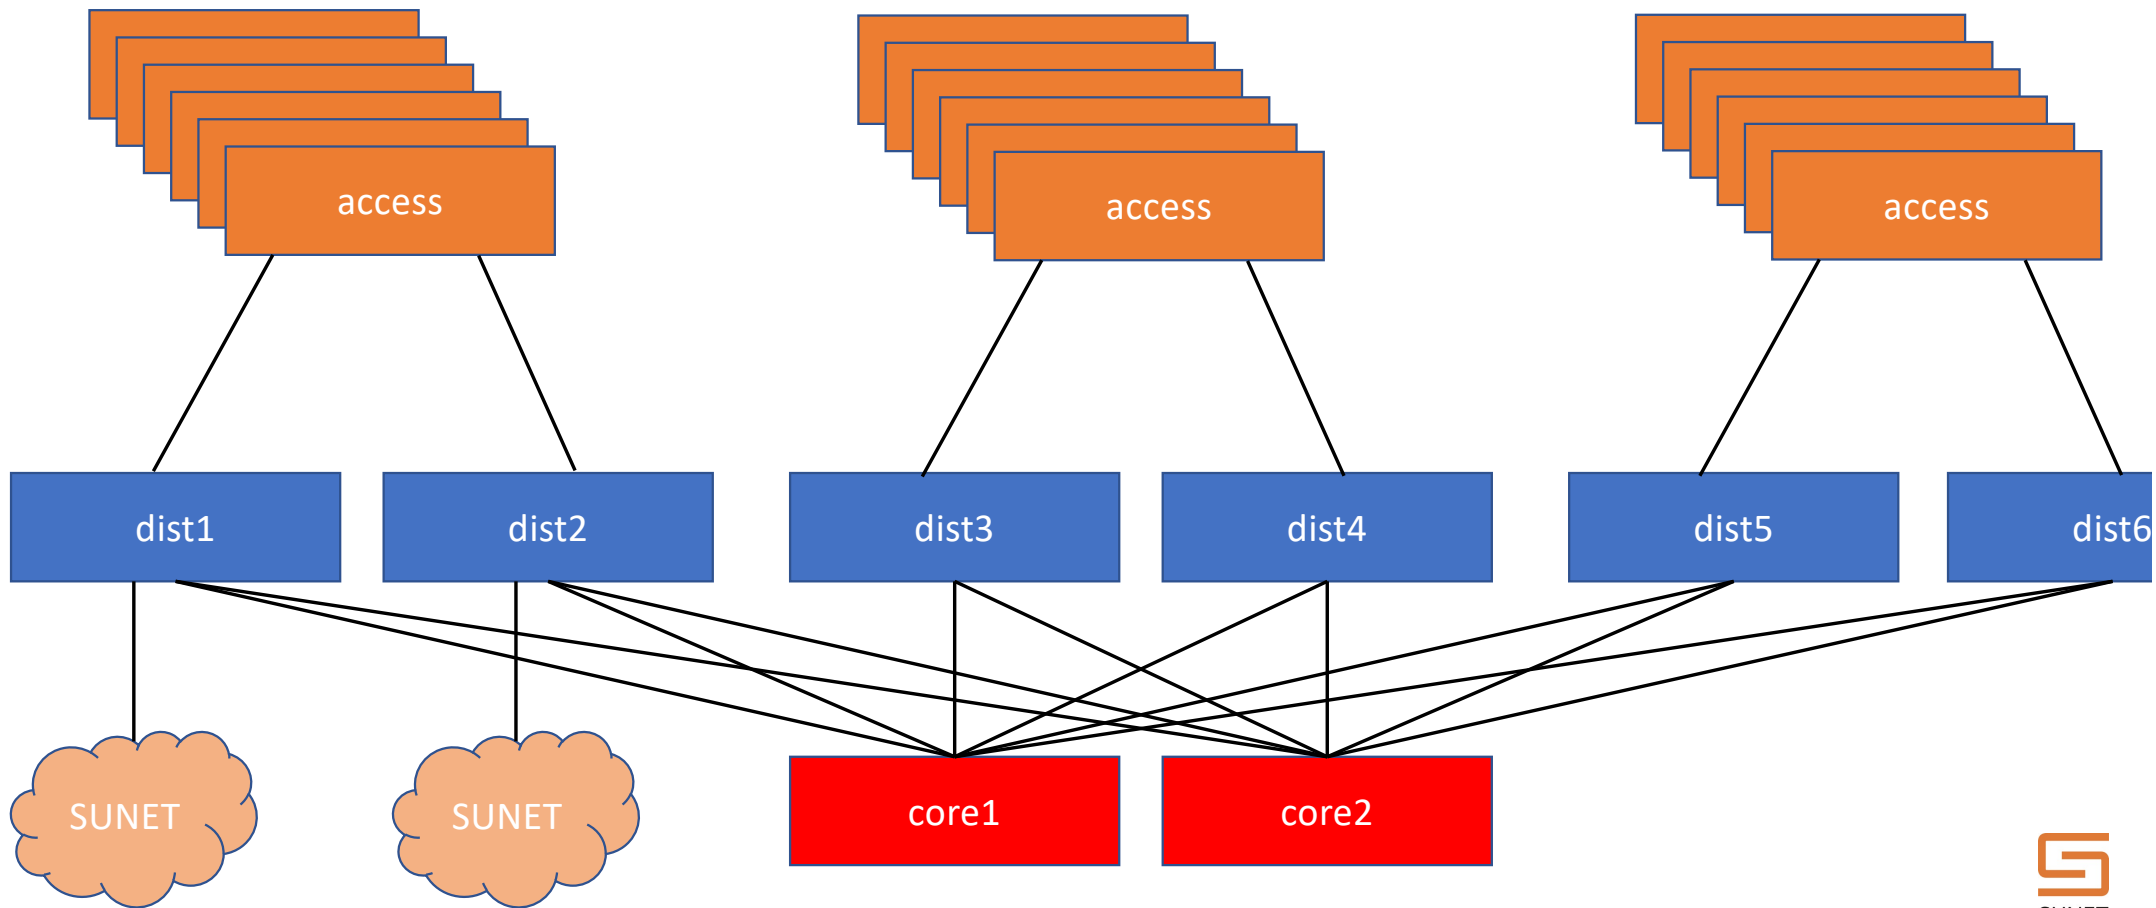 access
access
access
dist1
dist2
dist3
dist4
dist5
dist6
SUNET
SUNET
core1
core2